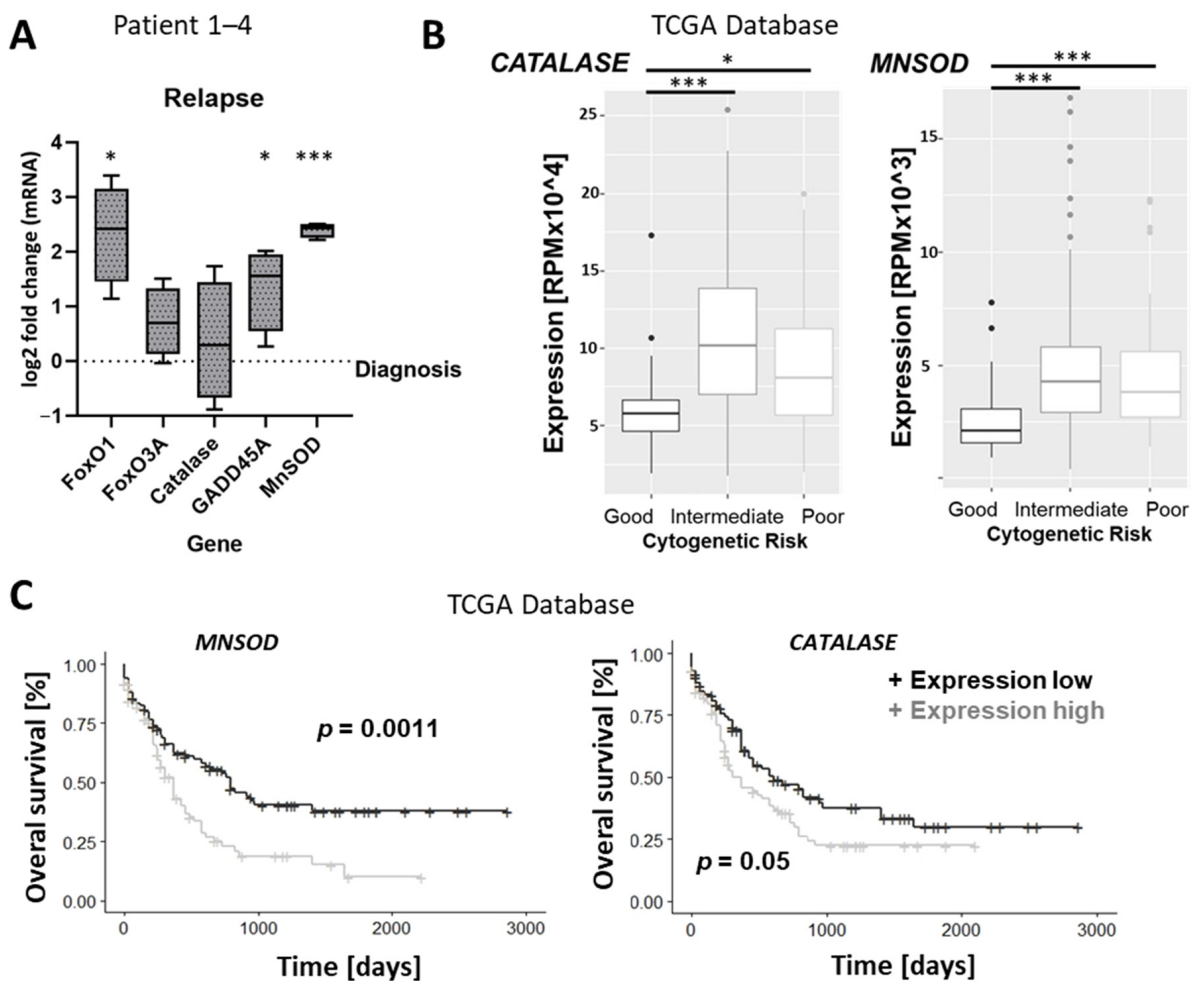 A
Patient 1–4
Relapse
log2 fold change (mRNA)
4
3
2
1
0
−1
*
*
***
Diagnosis
FoxO1
FoxO3A
Catalase
GADD45A
MnSOD
Gene
B
TCGA Database
CATALASE
*
***
Expression [RPMx10^4]
25
20
15
10
5
Good Intermediate Poor
Cytogenetic Risk
MNSOD
***
***
Expression [RPMx10^3]
15
10
5
Good Intermediate Poor
Cytogenetic Risk
C
TCGA Database
MNSOD
Overal survival [%]
1.00
0.75
0.50
0.25
0.00
p = 0.0011
0 1000 2000 3000
Time [days]
CATALASE
Overal survival [%]
1.00
0.75
0.50
0.25
0.00
+ Expression low
+ Expression high
p = 0.05
0 1000 2000 3000
Time [days]